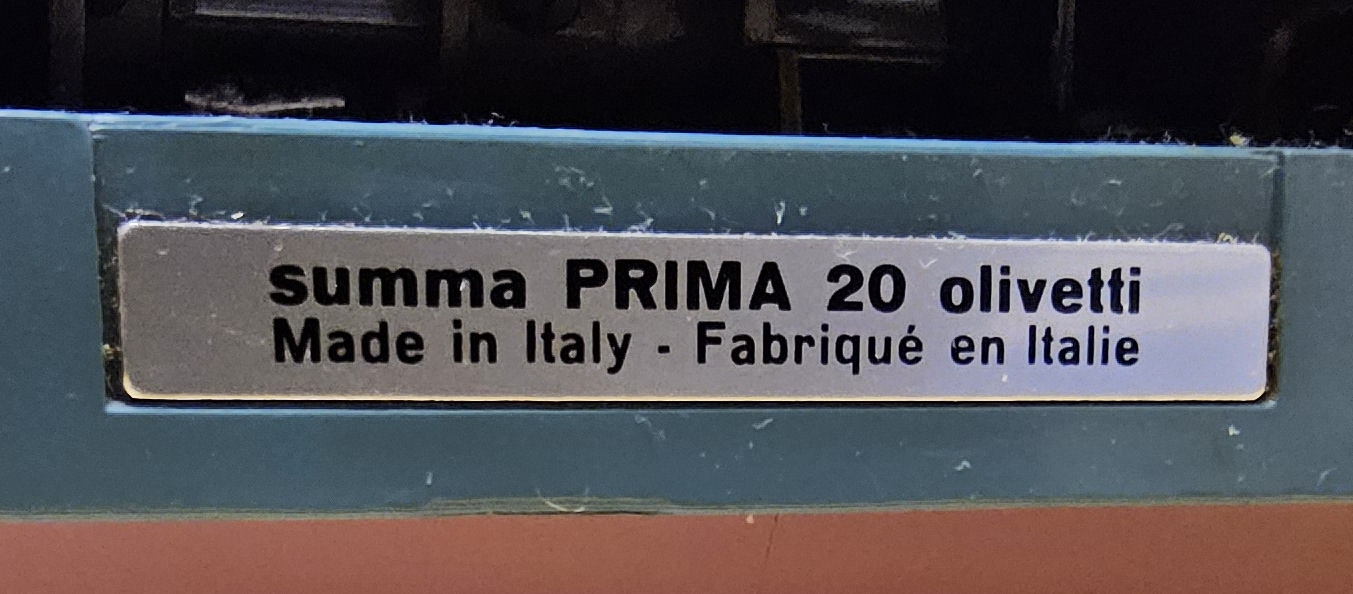 summa PRIMA 20 olivetti
Made in Italy - Fabriqué en Italie